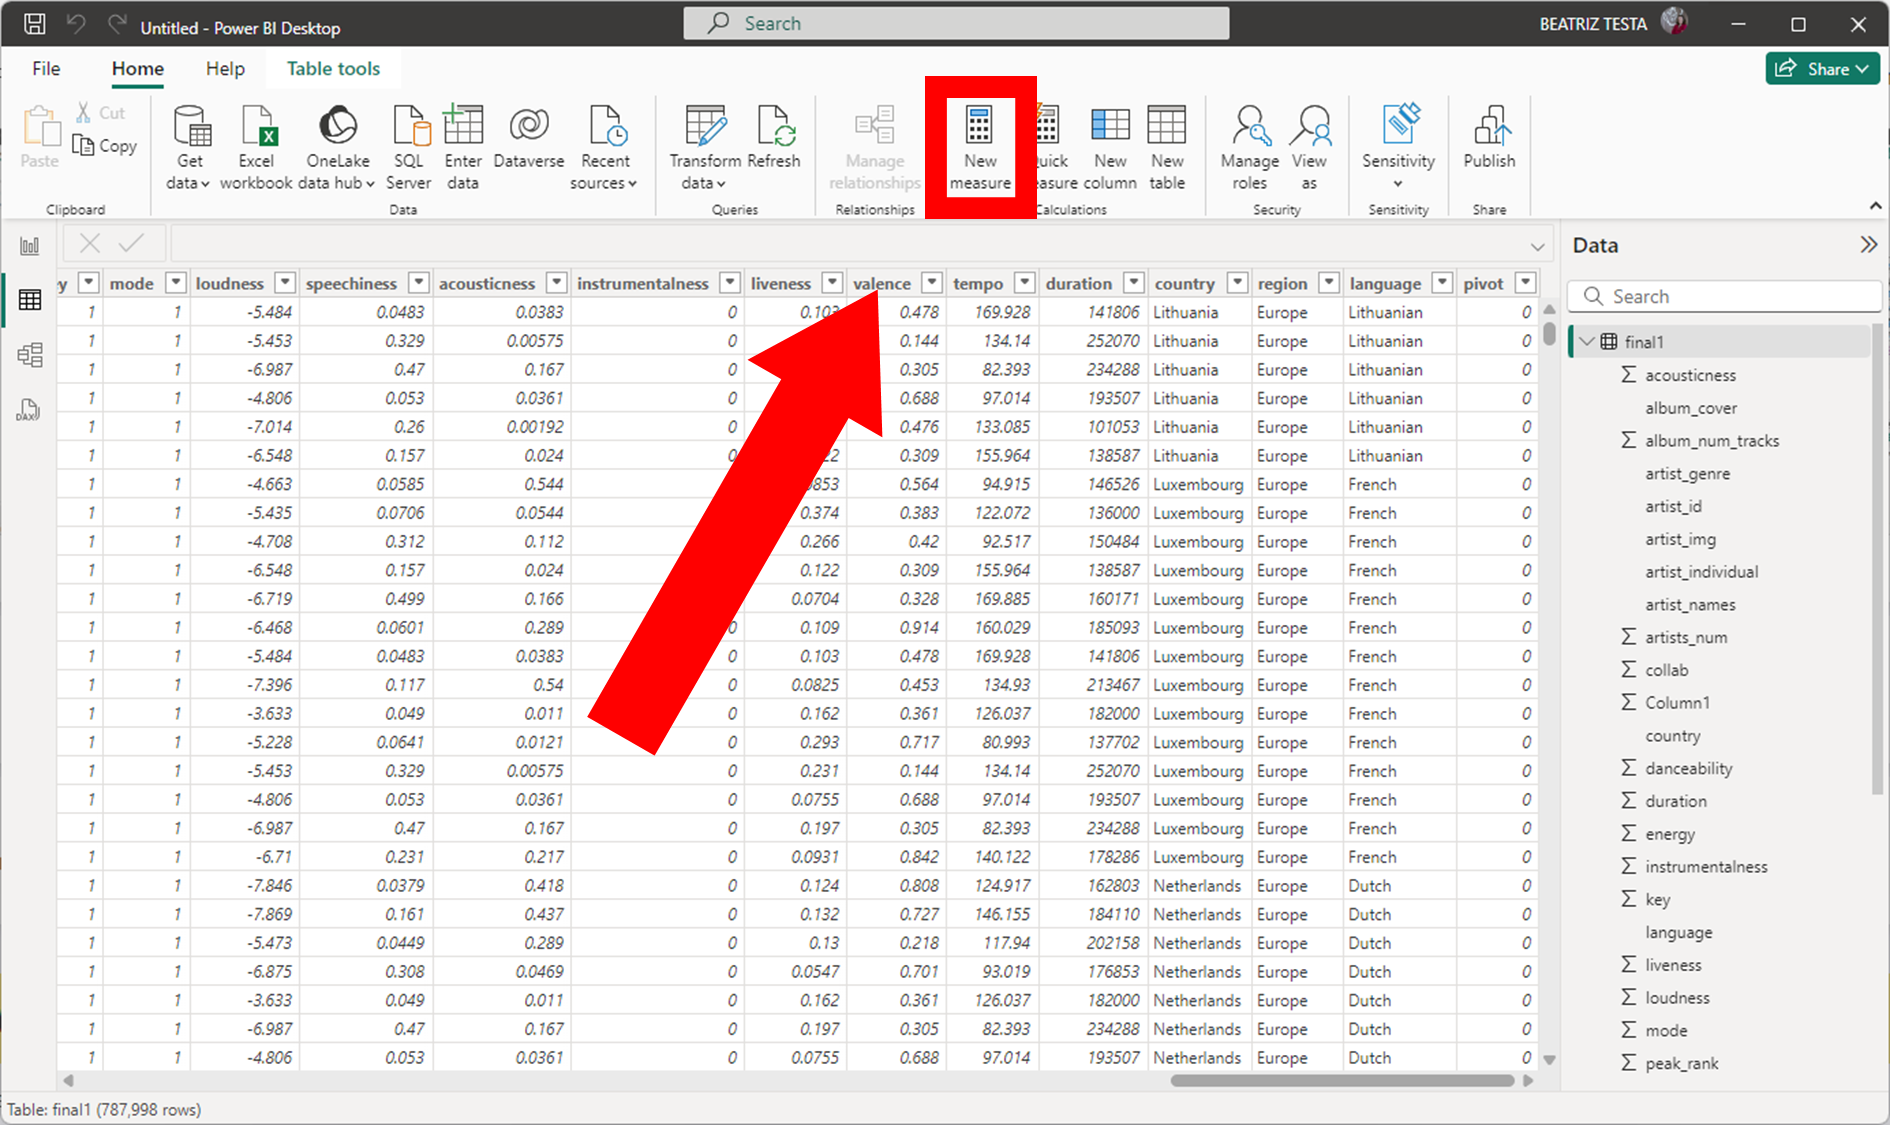 Untitled - Power BI Desktop
Search
BEATRIZ TESTA
File Home Help Table tools
Share
Paste
Cut
Copy
Clipboard
Get data
Excel workbook
OneLake data hub
SQL Server
Enter data
Dataverse
Recent sources
Data
Transform data
Refresh
Queries
Manage relationships
Relationships
New measure
uick easure
New column
New table
Calculations
Manage roles
View as
Security
Sensitivity
Sensitivity
Publish
Share
y mode loudness speechiness acousticness instrumentalness liveness valence tempo duration country region language pivot
1 1 -5.484 0.0483 0.0383 0 0.103 0.478 169.928 141806 Lithuania Europe Lithuanian 0
1 1 -5.453 0.329 0.00575 0 0.144 134.14 252070 Lithuania Europe Lithuanian 0
1 1 -6.987 0.47 0.167 0 0.305 82.393 234288 Lithuania Europe Lithuanian 0
1 1 -4.806 0.053 0.0361 0 0.688 97.014 193507 Lithuania Europe Lithuanian 0
1 1 -7.014 0.26 0.00192 0 0.476 133.085 101053 Lithuania Europe Lithuanian 0
1 1 -6.548 0.157 0.024 0 22 0.309 155.964 138587 Lithuania Europe Lithuanian 0
1 1 -4.663 0.0585 0.544 0 0853 0.564 94.915 146526 Luxembourg Europe French 0
1 1 -5.435 0.0706 0.0544 0 0.374 0.383 122.072 136000 Luxembourg Europe French 0
1 1 -4.708 0.312 0.112 0.266 0.42 92.517 150484 Luxembourg Europe French 0
1 1 -6.548 0.157 0.024 0.122 0.309 155.964 138587 Luxembourg Europe French 0
1 1 -6.719 0.499 0.166 0.0704 0.328 169.885 160171 Luxembourg Europe French 0
1 1 -6.468 0.0601 0.289 0 0.109 0.914 160.029 185093 Luxembourg Europe French 0
1 1 -5.484 0.0483 0.0383 0 0.103 0.478 169.928 141806 Luxembourg Europe French 0
1 1 -7.396 0.117 0.54 0 0.0825 0.453 134.93 213467 Luxembourg Europe French 0
1 1 -3.633 0.049 0.011 0 0.162 0.361 126.037 182000 Luxembourg Europe French 0
1 1 -5.228 0.0641 0.0121 0 0.293 0.717 80.993 137702 Luxembourg Europe French 0
1 1 -5.453 0.329 0.00575 0 0.231 0.144 134.14 252070 Luxembourg Europe French 0
1 1 -4.806 0.053 0.0361 0 0.0755 0.688 97.014 193507 Luxembourg Europe French 0
1 1 -6.987 0.47 0.167 0 0.197 0.305 82.393 234288 Luxembourg Europe French 0
1 1 -6.71 0.231 0.217 0 0.0931 0.842 140.122 178286 Luxembourg Europe French 0
1 1 -7.846 0.0379 0.418 0 0.124 0.808 124.917 162803 Netherlands Europe Dutch 0
1 1 -7.869 0.161 0.437 0 0.132 0.727 146.155 184110 Netherlands Europe Dutch 0
1 1 -5.473 0.0449 0.289 0 0.13 0.218 117.94 202158 Netherlands Europe Dutch 0
1 1 -6.875 0.308 0.0469 0 0.0547 0.701 93.019 176853 Netherlands Europe Dutch 0
1 1 -3.633 0.049 0.011 0 0.162 0.361 126.037 182000 Netherlands Europe Dutch 0
1 1 -6.987 0.47 0.167 0 0.197 0.305 82.393 234288 Netherlands Europe Dutch 0
1 1 -4.806 0.053 0.0361 0 0.0755 0.688 97.014 193507 Netherlands Europe Dutch 0
DAX
Data
Search
final1
acousticness
album_cover
album_num_tracks
artist_genre
artist_id
artist_img
artist_individual
artist_names
artists_num
collab
Column1
country
danceability
duration
energy
instrumentalness
key
language
liveness
loudness
mode
peak_rank
Table: final1 (787,998 rows)